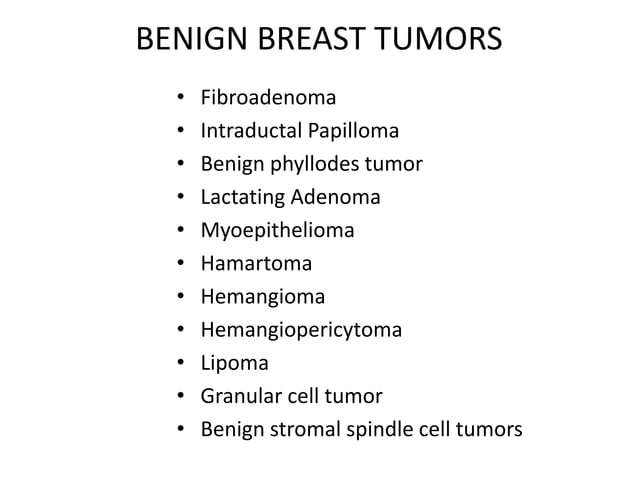 BENIGN BREAST TUMORS
• Fibroadenoma
• Intraductal Papilloma
• Benign phyllodes tumor
• Lactating Adenoma
• Myoepithelioma
• Hamartoma
• Hemangioma
• Hemangiopericytoma
• Lipoma
• Granular cell tumor
• Benign stromal spindle cell tumors